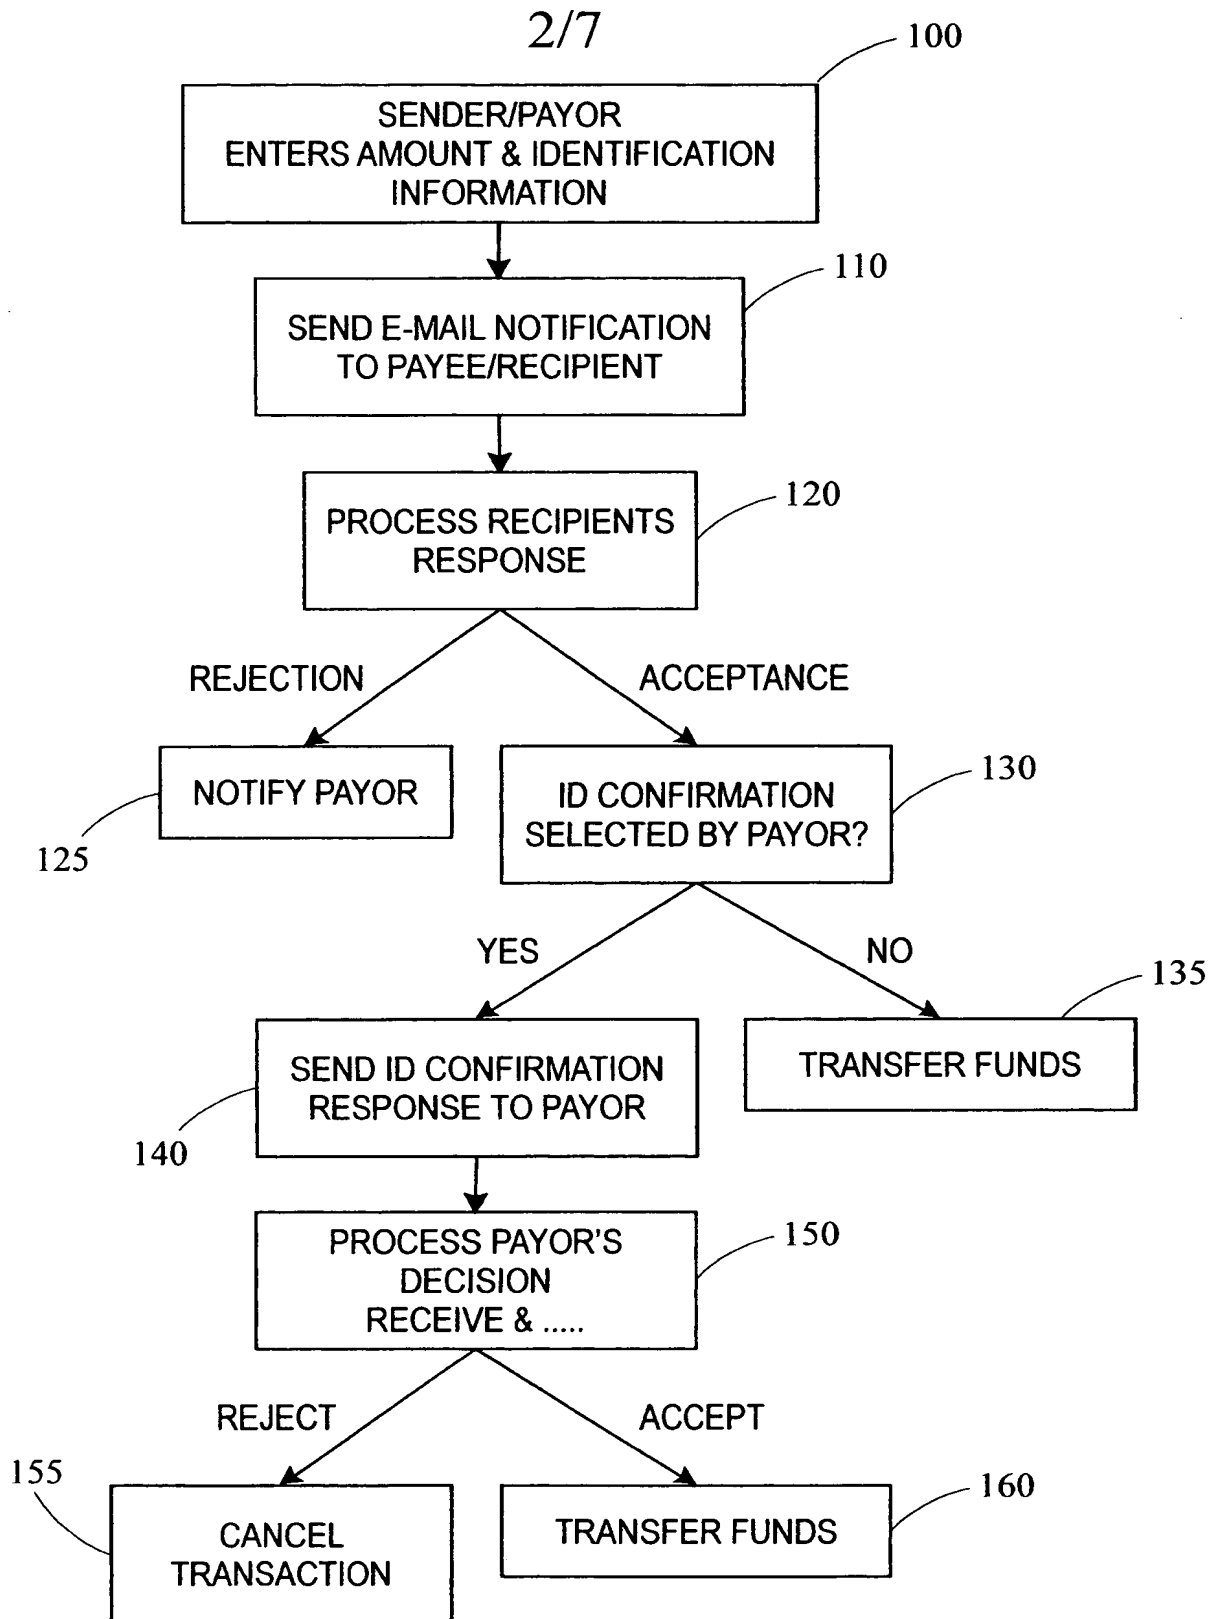 2/7
100
SENDER/PAYOR
ENTERS AMOUNT & IDENTIFICATION
INFORMATION
110
SEND E-MAIL NOTIFICATION
TO PAYEE/RECIPIENT
120
PROCESS RECIPIENTS
RESPONSE
REJECTION
ACCEPTANCE
NOTIFY PAYOR
125
130
ID CONFIRMATION
SELECTED BY PAYOR?
YES
NO
135
TRANSFER FUNDS
SEND ID CONFIRMATION
RESPONSE TO PAYOR
140
150
PROCESS PAYOR'S
DECISION
RECEIVE & .....
REJECT
ACCEPT
155
CANCEL
TRANSACTION
160
TRANSFER FUNDS